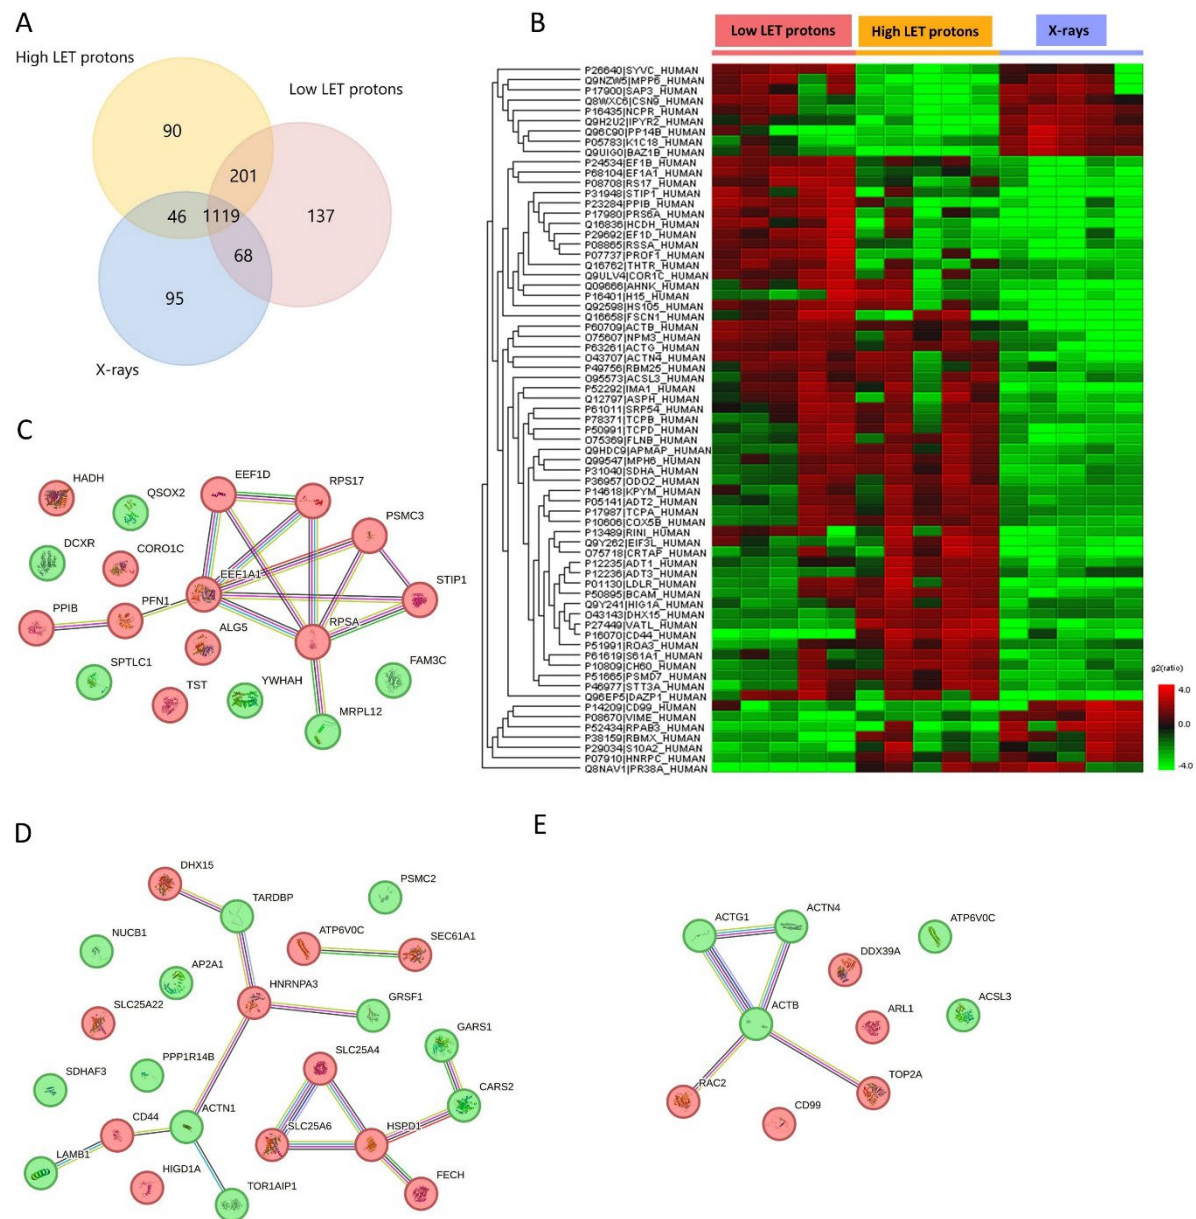 A
High LET protons
Low LET protons
90
201
46
1119
137
68
95
X-rays
B
Low LET protons
High LET protons
X-rays
P26640|SYVC_HUMAN
Q9NZW5|MPP6_HUMAN
P17900|SAP3_HUMAN
Q8WXC6|CSN9_HUMAN
P16435|NCPR_HUMAN
Q9H2U2|IPYR2_HUMAN
Q96C90|PP14B_HUMAN
P05783|K1C18_HUMAN
Q9UIG0|BAZ1B_HUMAN
P24534|EF1B_HUMAN
P68104|EF1A1_HUMAN
P08708|RS17_HUMAN
P31948|STIP1_HUMAN
P23284|PPIB_HUMAN
P17980|PRS6A_HUMAN
Q16836|HCDH_HUMAN
P29692|EF1D_HUMAN
P08865|RSSA_HUMAN
P07737|PROF1_HUMAN
Q16762|THTR_HUMAN
Q9ULV4|COR1C_HUMAN
Q09666|AHNK_HUMAN
P16401|H15_HUMAN
Q92598|HS105_HUMAN
Q16658|FSCN1_HUMAN
P60709|ACTB_HUMAN
O75607|NPM3_HUMAN
P63261|ACTG_HUMAN
O43707|ACTN4_HUMAN
P49756|RBM25_HUMAN
O95573|ACSL3_HUMAN
P52292|IMA1_HUMAN
Q12797|ASPH_HUMAN
P61011|SRP54_HUMAN
P78371|TCPB_HUMAN
P50991|TCPD_HUMAN
O75369|FLNB_HUMAN
Q9HDC9|APMAP_HUMAN
Q99547|MPH6_HUMAN
P31040|SDHA_HUMAN
P36957|ODO2_HUMAN
P14618|KPYM_HUMAN
P05141|ADT2_HUMAN
P17987|TCPA_HUMAN
P10606|COX5B_HUMAN
P13489|RINI_HUMAN
Q9Y262|EIF3L_HUMAN
O75718|CRTAP_HUMAN
P12235|ADT1_HUMAN
P12236|ADT3_HUMAN
P01130|LDLR_HUMAN
P50895|BCAM_HUMAN
Q9Y241|HIG1A_HUMAN
O43143|DHX15_HUMAN
P27449|VATL_HUMAN
P16070|CD44_HUMAN
P51991|ROA3_HUMAN
P61619|S61A1_HUMAN
P10809|CH60_HUMAN
P51665|PSMD7_HUMAN
P46977|STT3A_HUMAN
Q96EP5|DAZP1_HUMAN
P14209|CD99_HUMAN
P08670|VIME_HUMAN
P52434|RPAB3_HUMAN
P38159|RBMX_HUMAN
P29034|S10A2_HUMAN
P07910|HNRPC_HUMAN
Q8NAV1|PR38A_HUMAN
g2(ratio)
4.0
0.0
-4.0
C
HADH
QSOX2
EEF1D
RPS17
PSMC3
DCXR
CORO1C
EEF1A1
STIP1
PPIB
PFN1
ALG5
RPSA
SPTLC1
TST
YWHAH
FAM3C
MRPL12
D
DHX15
TARDBP
PSMC2
NUCB1
ATP6V0C
SEC61A1
AP2A1
HNRNPA3
GRSF1
SLC25A22
GARS1
SLC25A4
PPP1R14B
SDHAF3
CARS2
ACTN1
CD44
SLC25A6
HSPD1
LAMB1
HIGD1A
TOR1AIP1
FECH
E
ACTG1
ACTN4
ATP6V0C
DDX39A
ACTB
ARL1
ACSL3
RAC2
TOP2A
CD99